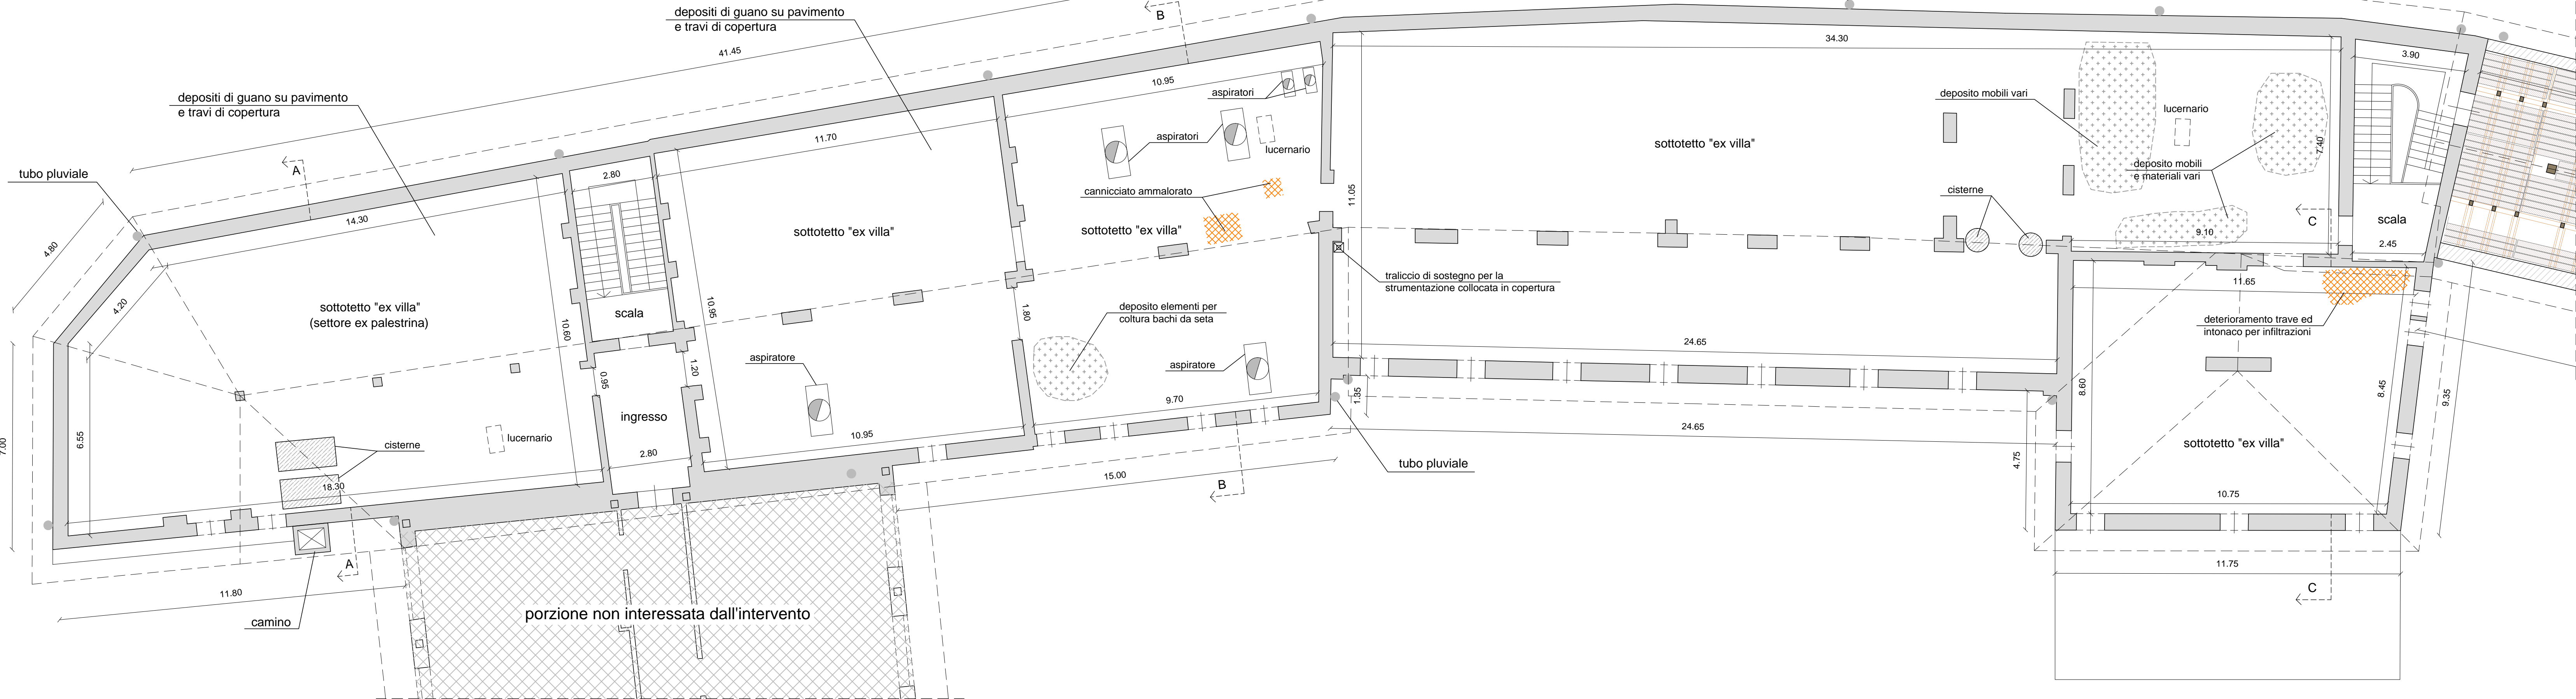 depositi di guano su pavimento
e travi di copertura
depositi di guano su pavimento
e travi di copertura
tubo pluviale
41.45
A
B
14.30
2.80
11.70
10.95
aspiratori
aspiratori
lucernario
cannicciato ammalorato
34.30
3.90
deposito mobili vari
lucernario
7.40
deposito mobili
e materiali vari
cisterne
C
scala
9.10
2.45
sottotetto "ex villa"
4.80
4.20
sottotetto "ex villa"
(settore ex palestrina)
scala
10.60
10.95
sottotetto "ex villa"
sottotetto "ex villa"
11.05
1.80
traliccio di sostegno per la
strumentazione collocata in copertura
11.65
deterioramento trave ed
intonaco per infiltrazioni
deposito elementi per
coltura bachi da seta
aspiratore
aspiratore
0.95
1.20
ingresso
24.65
1.35
8.60
8.45
9.35
7.00
6.55
cisterne
lucernario
18.30
2.80
10.95
9.70
15.00
B
tubo pluviale
24.65
4.75
sottotetto "ex villa"
10.75
11.75
C
A
11.80
camino
porzione non interessata dall'intervento